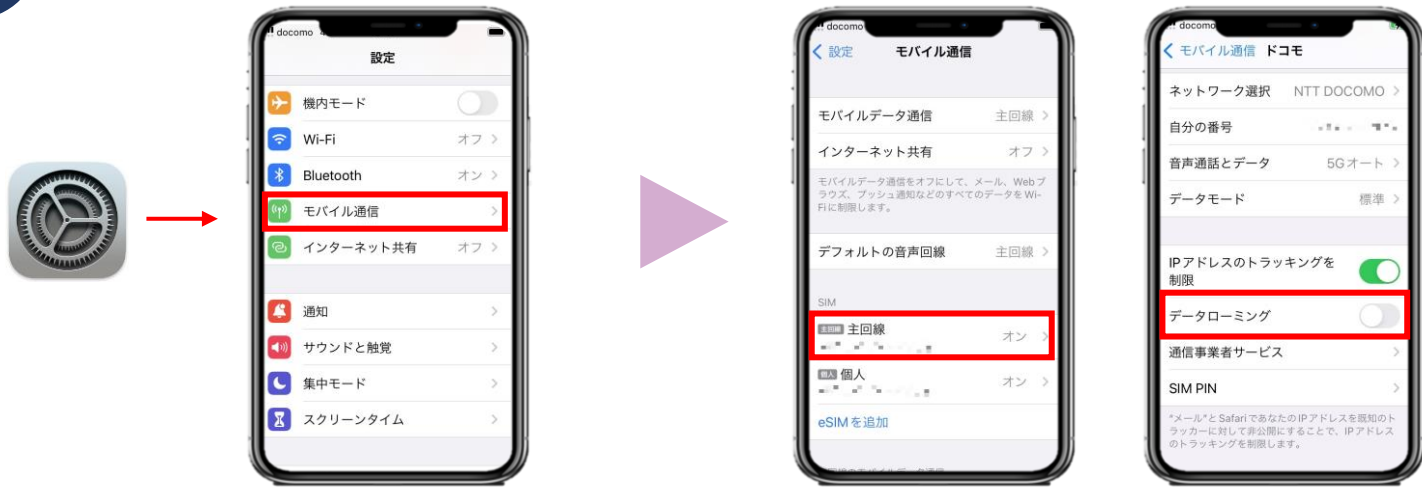 docomo
設定
機内モード
Wi-Fi オフ
Bluetooth オン
モバイル通信
インターネット共有 オフ
通知
サウンドと触覚
集中モード
スクリーンタイム
docomo
設定 モバイル通信
モバイルデータ通信 主回線
インターネット共有 オフ
モバイルデータ通信をオフにして、メール、Webブ
ラウズ、プッシュ通知などのすべてのデータをWi-
Fiに制限します。
デフォルトの音声回線 主回線
SIM
主回線 主回線
オン
個人 個人
オン
eSIMを追加
docomo
モバイル通信 ドコモ
ネットワーク選択 NTT DOCOMO
自分の番号
音声通話とデータ 5Gオート
データモード 標準
IPアドレスのトラッキングを
制限
データローミング
通信事業者サービス
SIM PIN
"メール"とSafariであなたのIPアドレスを既知のト
ラッカーに対して非公開にすることで、IPアドレス
のトラッキングを制限します。